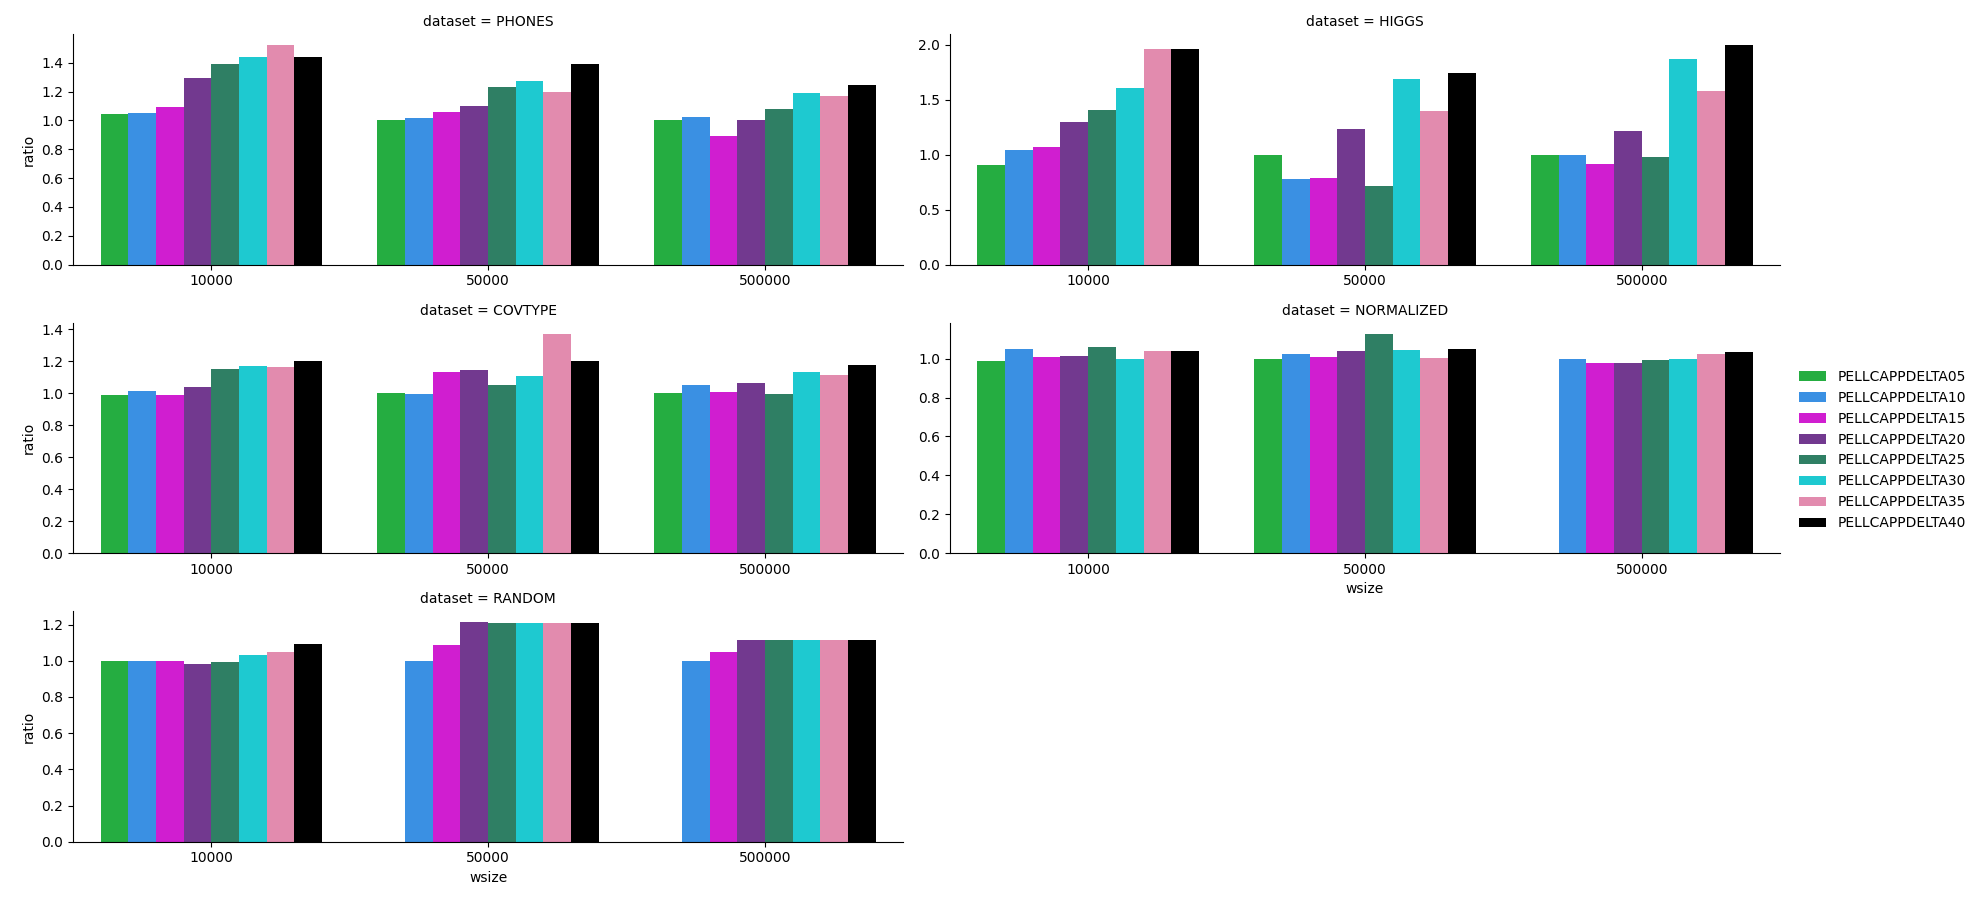 dataset = PHONES
ratio
1.4
1.2
1.0
0.8
0.6
0.4
0.2
0.0
10000
50000
500000
dataset = HIGGS
2.0
1.5
1.0
0.5
0.0
10000
50000
500000
dataset = COVTYPE
ratio
1.4
1.2
1.0
0.8
0.6
0.4
0.2
0.0
10000
50000
500000
dataset = NORMALIZED
1.0
0.8
0.6
0.4
0.2
0.0
10000
50000
500000
wsize
PELLCAPPDELTA05
PELLCAPPDELTA10
PELLCAPPDELTA15
PELLCAPPDELTA20
PELLCAPPDELTA25
PELLCAPPDELTA30
PELLCAPPDELTA35
PELLCAPPDELTA40
dataset = RANDOM
ratio
1.2
1.0
0.8
0.6
0.4
0.2
0.0
10000
50000
500000
wsize